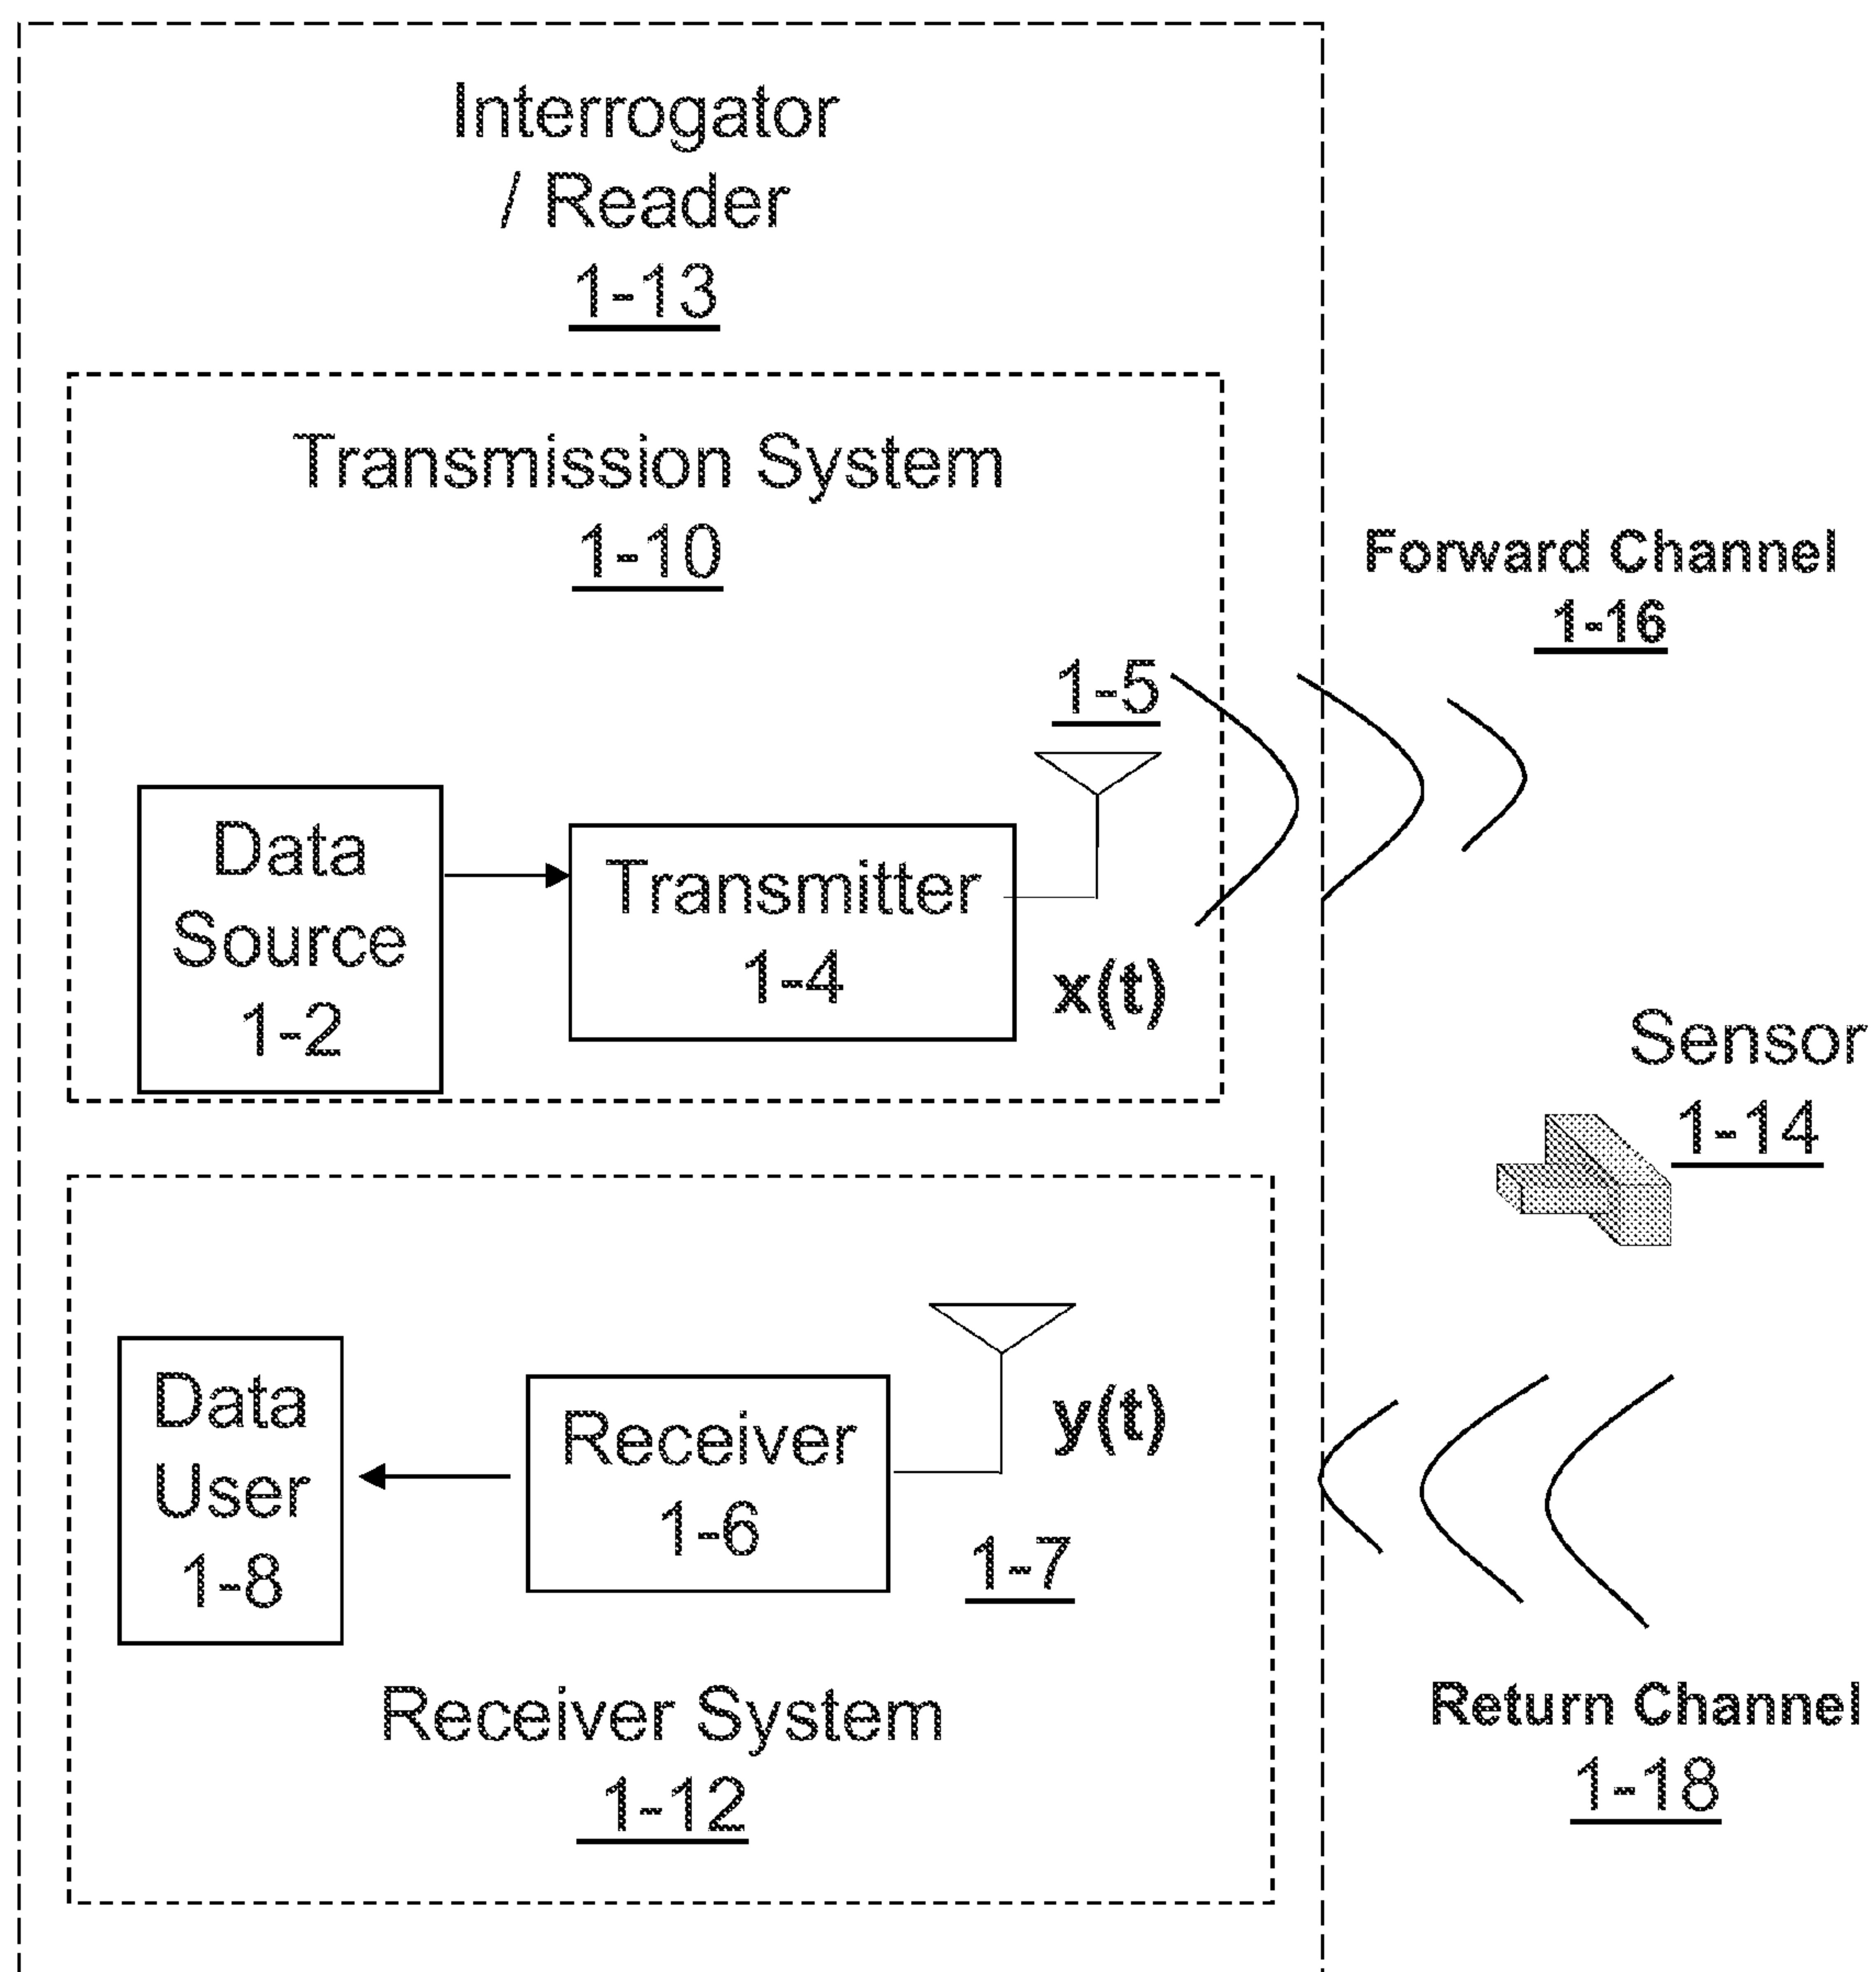 Interrogator
/ Reader
1-13
Transmission System
1-10
Forward Channel
1-16
1-5
Data
Source
1-2
Transmitter
1-4
x(t)
Sensor
1-14
Data
User
1-8
Receiver
1-6
y(t)
1-7
Receiver System
1-12
Return Channel
1-18